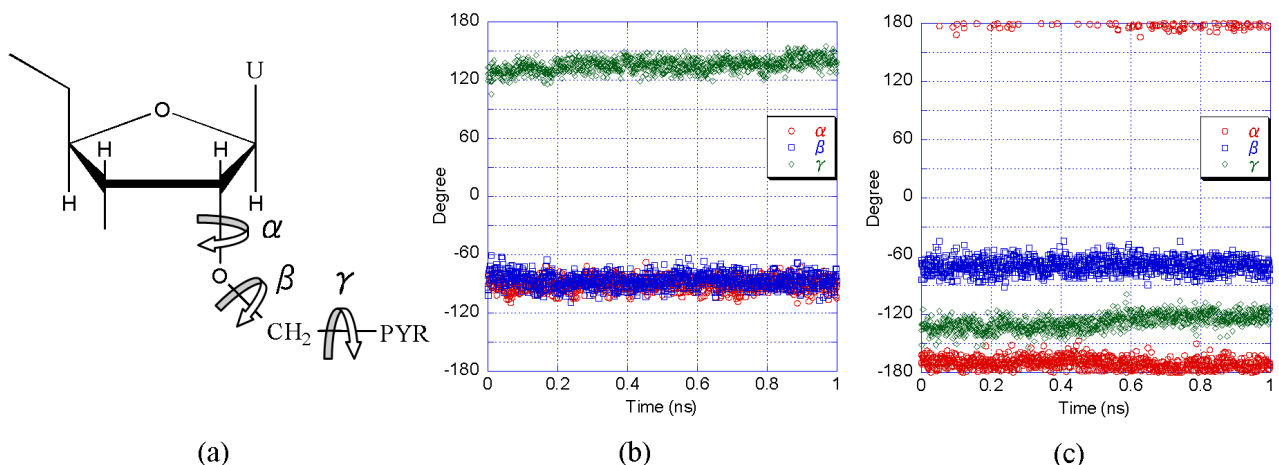 U
O
H
H
H
H
α
O
β
γ
CH₂
PYR
(a)
180
120
60
0
-60
-120
-180
Degree
α
β
γ
0
0.2
0.4
0.6
0.8
1
Time (ns)
(b)
180
120
60
0
-60
-120
-180
Degree
α
β
γ
0
0.2
0.4
0.6
0.8
1
Time (ns)
(c)